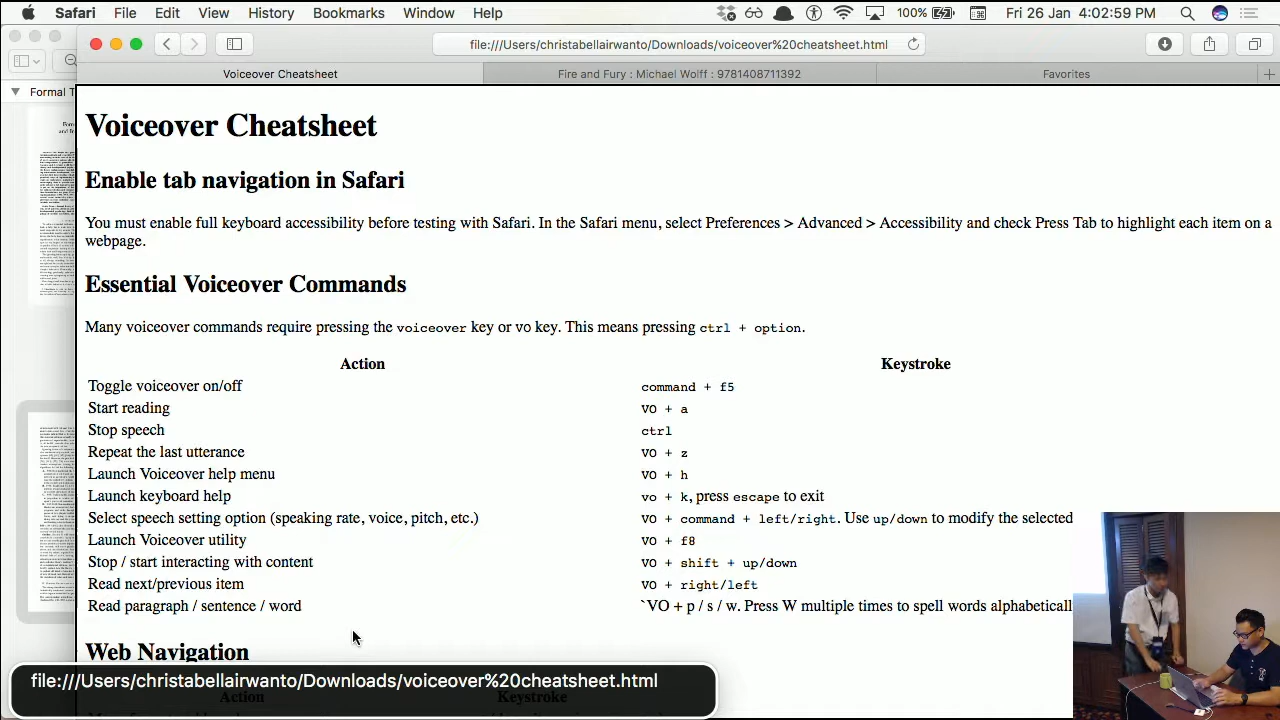 Safari File Edit View History Bookmarks Window Help 100% Fri 26 Jan 4:02:59 PM
file:///Users/christabellairwanto/Downloads/voiceover%20cheatsheet.html
Voiceover Cheatsheet Fire and Fury : Michael Wolff : 9781408711392 Favorites
Formal T
Voiceover Cheatsheet
Enable tab navigation in Safari
You must enable full keyboard accessibility before testing with Safari. In the Safari menu, select Preferences > Advanced > Accessibility and check Press Tab to highlight each item on a
webpage.
Essential Voiceover Commands
Many voiceover commands require pressing the voiceover key or vo key. This means pressing ctrl + option.
Action Keystroke
Toggle voiceover on/off command + f5
Start reading VO + a
Stop speech ctrl
Repeat the last utterance VO + z
Launch Voiceover help menu VO + h
Launch keyboard help VO + k, press escape to exit
Select speech setting option (speaking rate, voice, pitch, etc.) VO + command + left/right. Use up/down to modify the selected
Launch Voiceover utility VO + f8
Stop / start interaction with content VO + shift + up/down
Read next/previous item VO + right/left
Read paragraph / sentence / word `VO + p / s / w. Press W multiple times to spell words alphabeticall
Web Navigation
file:///Users/christabellairwanto/Downloads/voiceover%20cheatsheet.html
Action Keystroke